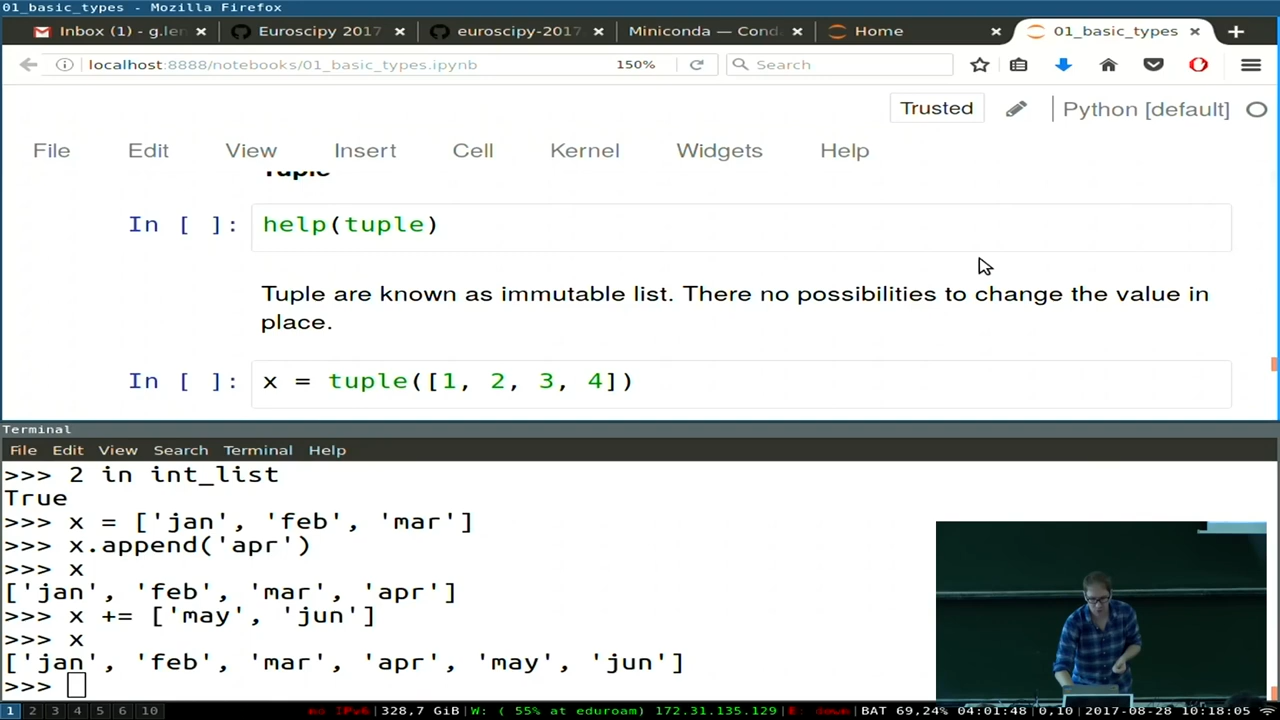 01_basic_types - Mozilla Firefox
Inbox (1) - g.len × Euroscipy 2017 × euroscipy-2017 × Miniconda — Cond × Home × 01_basic_types × +
localhost:8888/notebooks/01_basic_types.ipynb 150% Search
Trusted Python [default]
File Edit View Insert Cell Kernel Widgets Help
Tuple
In [ ]: help(tuple)
Tuple are known as immutable list. There no possibilities to change the value in
place.
In [ ]: x = tuple([1, 2, 3, 4])
Terminal
File Edit View Search Terminal Help
>>> 2 in int_list
True
>>> x = ['jan', 'feb', 'mar']
>>> x.append('apr')
>>> x
['jan', 'feb', 'mar', 'apr']
>>> x += ['may', 'jun']
>>> x
['jan', 'feb', 'mar', 'apr', 'may', 'jun']
>>>
1 2 3 4 5 6 10 no IPv6|328,7 GiB|W: ( 55% at eduroam) 172.31.135.129|E: down|BAT 69,24% 04:01:48|0,10|2017-08-28 10:18:05